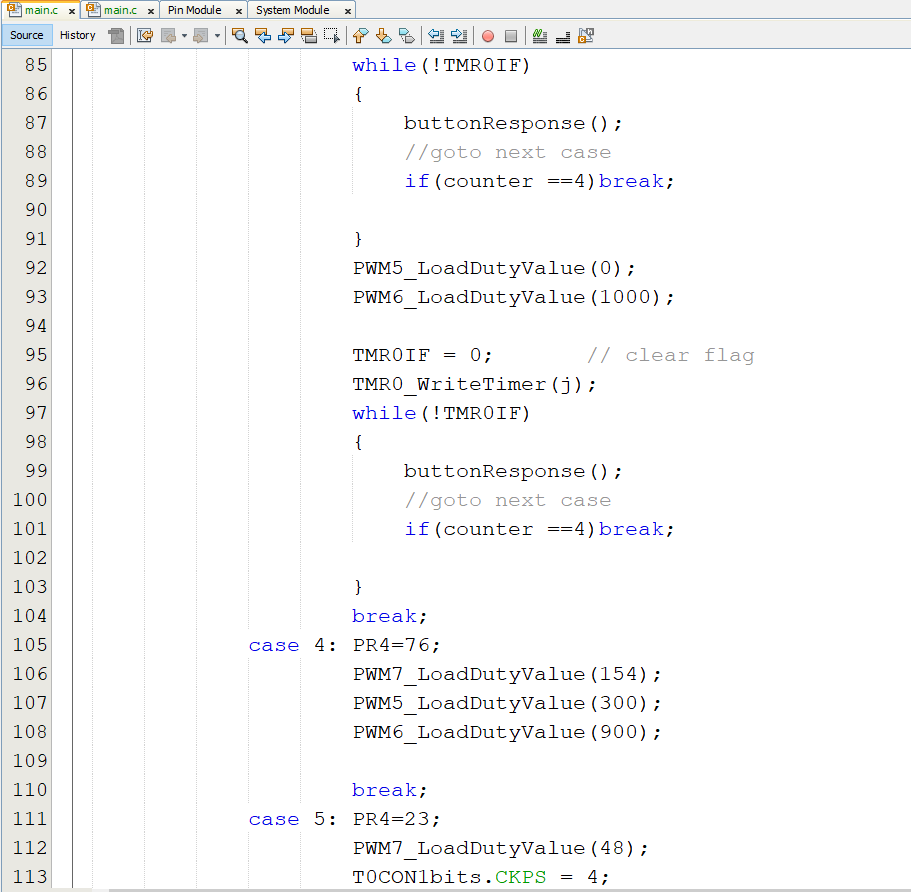 main.c x main.c x Pin Module x System Module x
Source History
85 while(!TMR0IF)
86 {
87 buttonResponse();
88 //goto next case
89 if(counter ==4)break;
90
91 }
92 PWM5_LoadDutyValue(0);
93 PWM6_LoadDutyValue(1000);
94
95 TMR0IF = 0; // clear flag
96 TMR0_WriteTimer(j);
97 while(!TMR0IF)
98 {
99 buttonResponse();
100 //goto next case
101 if(counter ==4)break;
102
103 }
104 break;
105 case 4: PR4=76;
106 PWM7_LoadDutyValue(154);
107 PWM5_LoadDutyValue(300);
108 PWM6_LoadDutyValue(900);
109
110 break;
111 case 5: PR4=23;
112 PWM7_LoadDutyValue(48);
113 T0CON1bits.CKPS = 4;